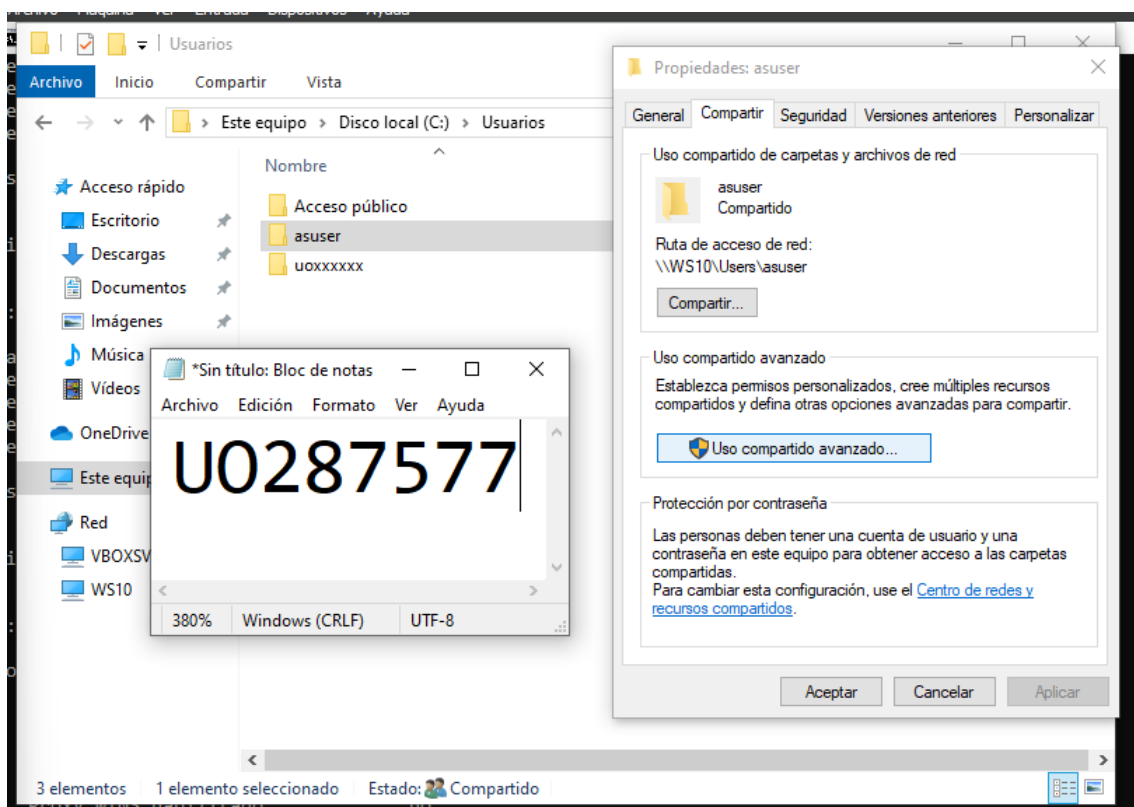 Usuarios
Archivo Inicio Compartir Vista
Este equipo > Disco local (C:) > Usuarios
Nombre
Acceso rápido
Escritorio
Descargas
Documentos
Imágenes
Música
Vídeos
OneDrive
Este equip
Red
VBOXSV
WS10
Acceso público
asuser
uoxxxxxx
3 elementos 1 elemento seleccionado Estado: Compartido
*Sin título: Bloc de notas
Archivo Edición Formato Ver Ayuda
UO287577
380% Windows (CRLF) UTF-8
Propiedades: asuser
General Compartir Seguridad Versiones anteriores Personalizar
Uso compartido de carpetas y archivos de red
asuser
Compartido
Ruta de acceso de red:
\\WS10\Users\asuser
Compartir...
Uso compartido avanzado
Establezca permisos personalizados, cree múltiples recursos
compartidos y defina otras opciones avanzadas para compartir.
Uso compartido avanzado...
Protección por contraseña
Las personas deben tener una cuenta de usuario y una
contraseña en este equipo para obtener acceso a las carpetas
compartidas.
Para cambiar esta configuración, use el Centro de redes y
recursos compartidos.
Aceptar Cancelar Aplicar